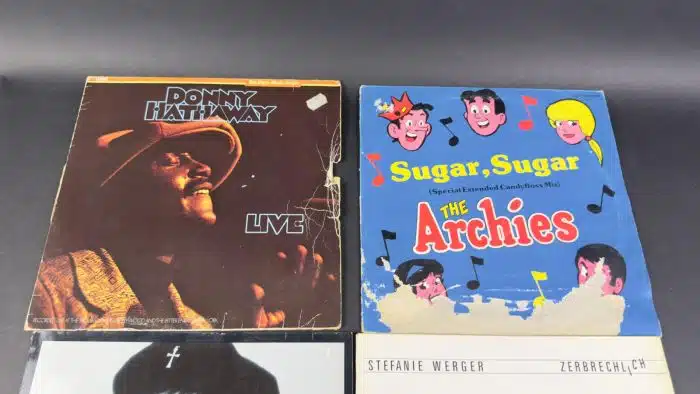 DONNY
HATHAWAY
LIVE
Sugar, Sugar
(Special Extended CandyBoss Mix)
THE
Archies
STEFANIE WERGER ZERBRECHLICH